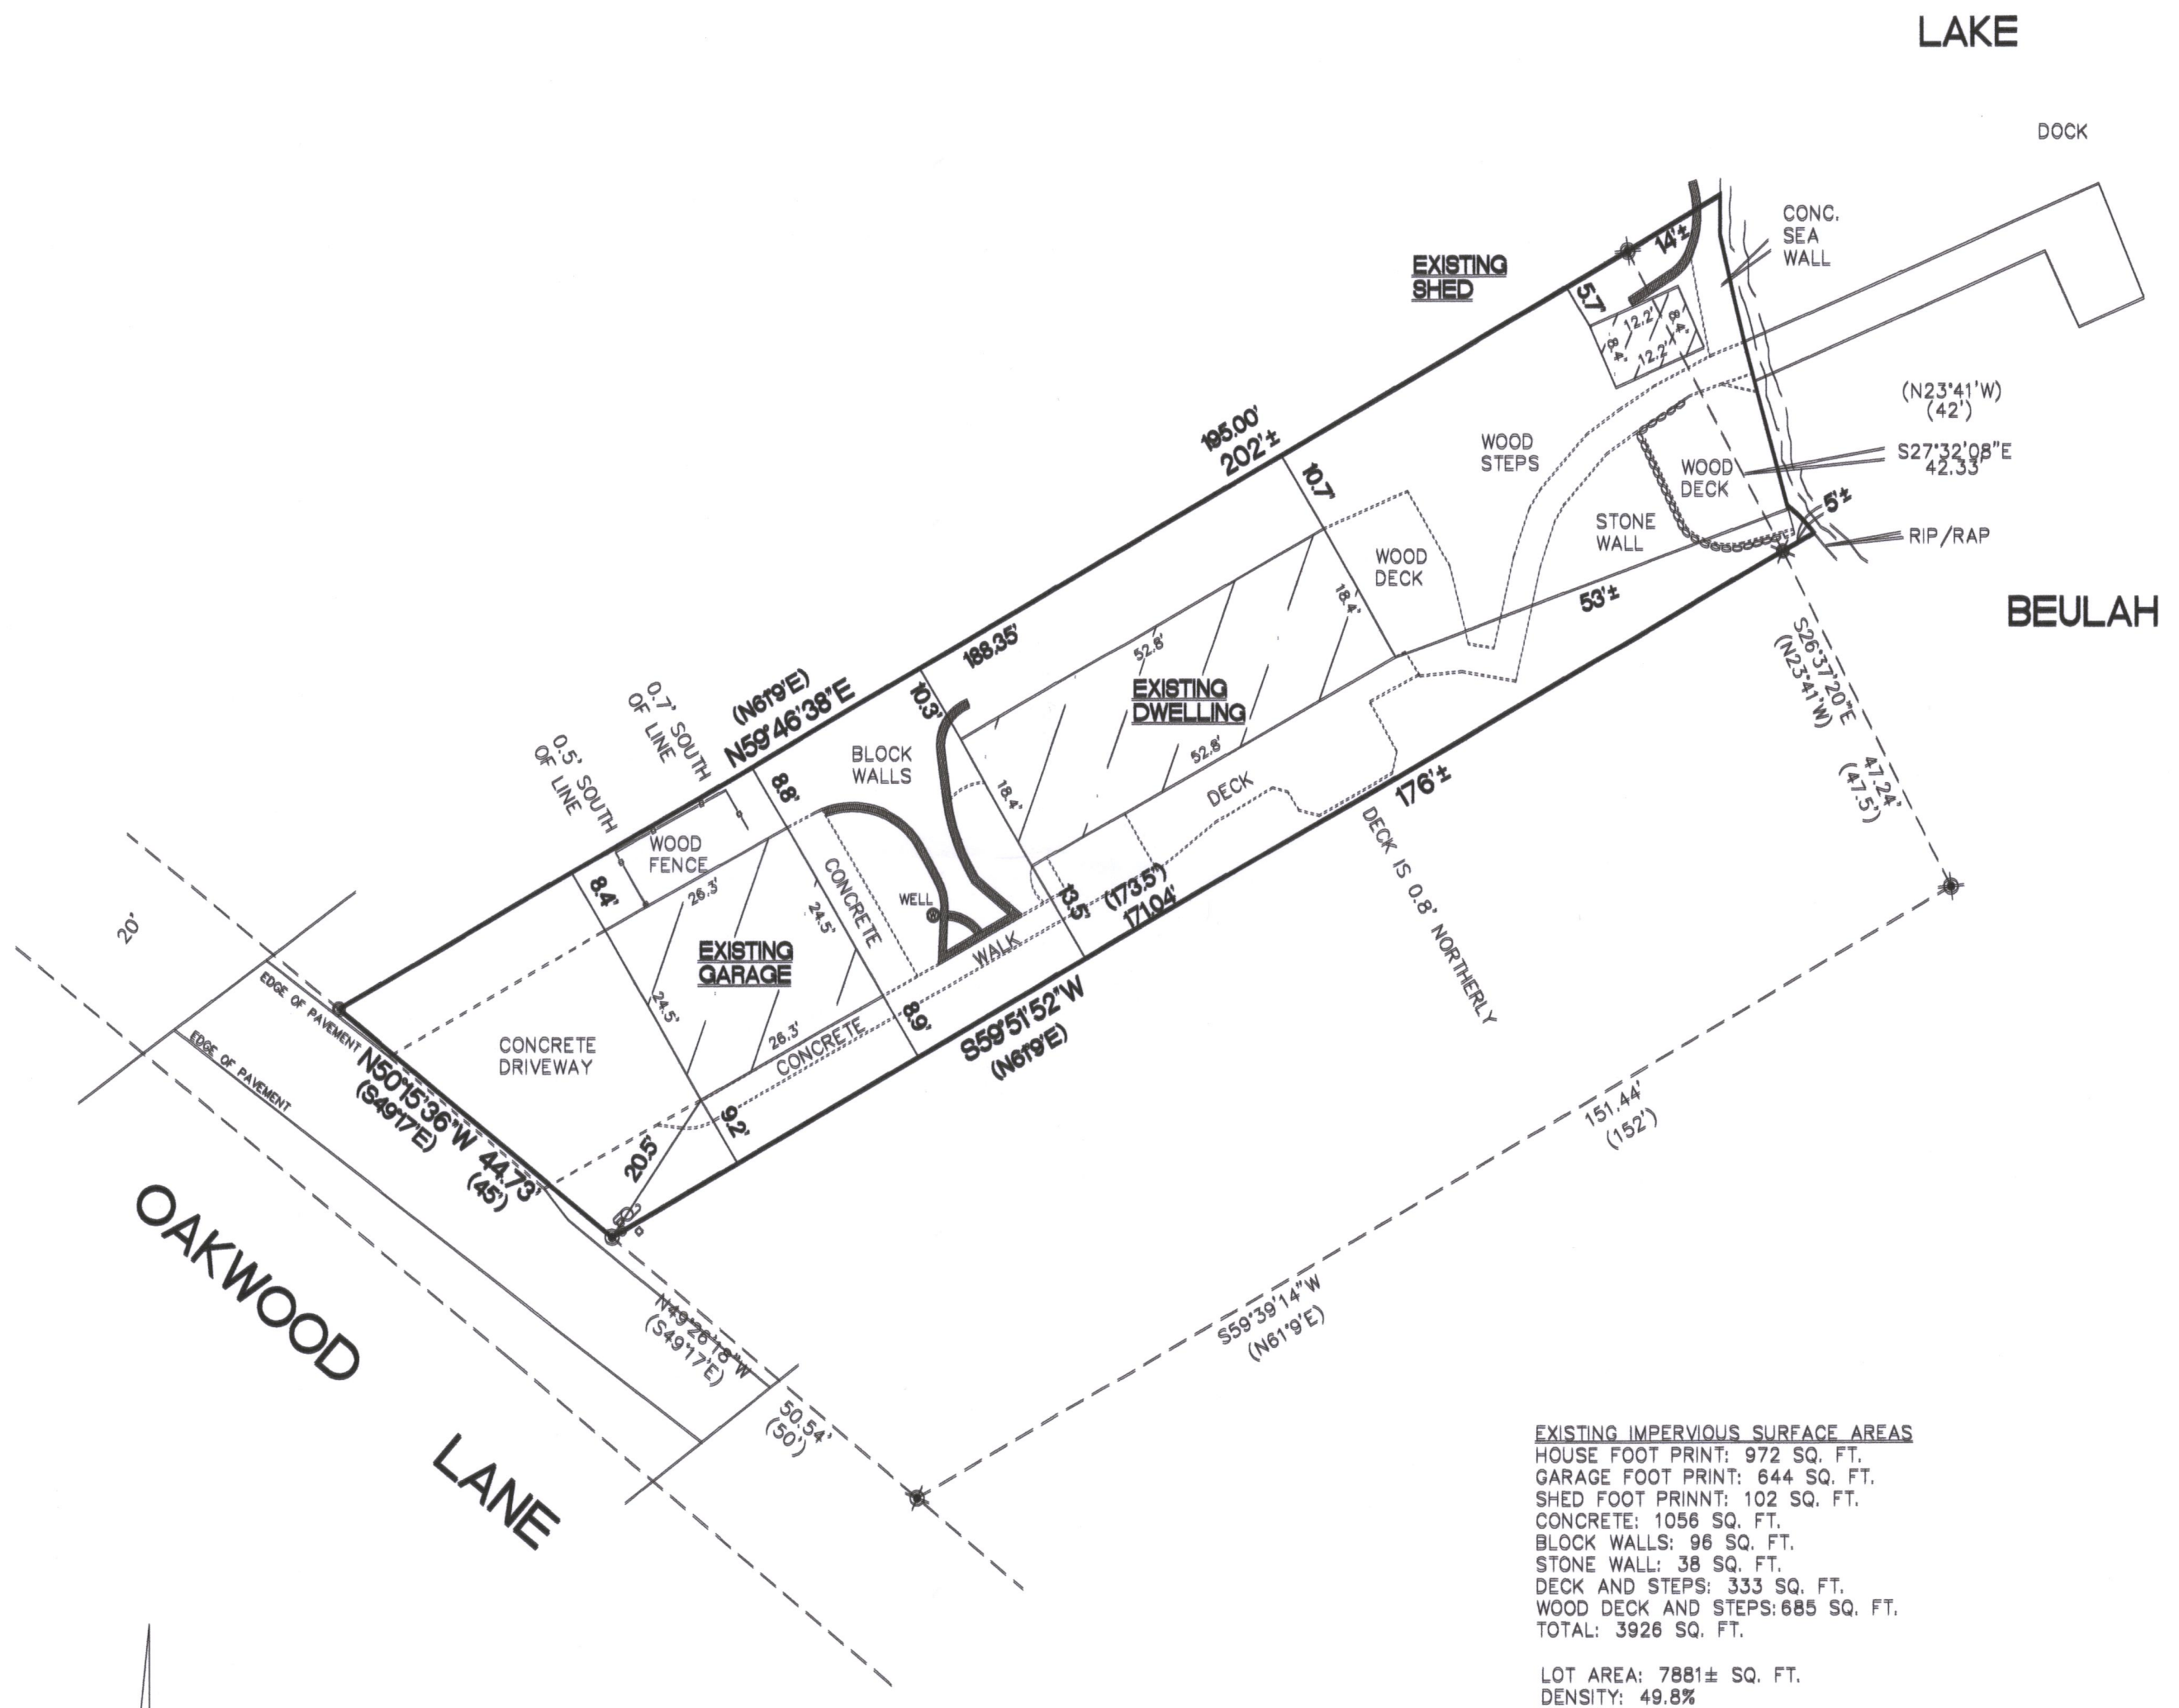 LAKE
DOCK
CONC.
SEA
WALL
14'±
EXISTING
SHED
5.7'
12.2'
8.4'
8.4'
12.2'
(N23°41'W)
(42')
S27°32'08"E
42.33'
195.00'
202'±
10.7'
WOOD
STEPS
WOOD
DECK
5'±
STONE
WALL
RIP/RAP
WOOD
DECK
18.4'
53'±
BEULAH
188.35'
52.8'
S26°37'20"E
(N23°41'W)
47.24'
(47.5')
(N61°9'E)
N59°46'38"E
0.7' SOUTH
OF LINE
0.5' SOUTH
OF LINE
10.3'
EXISTING
DWELLING
BLOCK
WALLS
52.8'
8.8'
18.4'
DECK
176'±
WOOD
FENCE
8.4'
26.3'
CONCRETE
24.5'
WELL
W
13.5'
(173.5')
171.04'
DECK IS 0.8' NORTHERLY
20'
EXISTING
GARAGE
WALK
EDGE OF PAVEMENT
24.5'
8.9'
26.3'
CONCRETE
S59°51'52"W
(N61°9'E)
CONCRETE
DRIVEWAY
EDGE OF PAVEMENT
N50°15'36"W 44.73'
(S49°17'E) (45')
9.2'
20.5'
151.44'
(152')
OAKWOOD
LANE
N49°26'18"W
(S49°17'E)
50.54'
(50')
S59°39'14"W
(N61°9'E)
EXISTING IMPERVIOUS SURFACE AREAS
HOUSE FOOT PRINT: 972 SQ. FT.
GARAGE FOOT PRINT: 644 SQ. FT.
SHED FOOT PRINNT: 102 SQ. FT.
CONCRETE: 1056 SQ. FT.
BLOCK WALLS: 96 SQ. FT.
STONE WALL: 38 SQ. FT.
DECK AND STEPS: 333 SQ. FT.
WOOD DECK AND STEPS: 685 SQ. FT.
TOTAL: 3926 SQ. FT.
LOT AREA: 7881± SQ. FT.
DENSITY: 49.8%